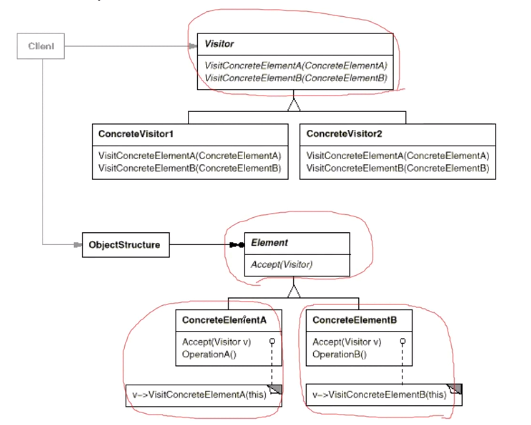 Client
Visitor
VisitConcreteElementA(ConcreteElementA)
VisitConcreteElementB(ConcreteElementB)
ConcreteVisitor1
VisitConcreteElementA(ConcreteElementA)
VisitConcreteElementB(ConcreteElementB)
ConcreteVisitor2
VisitConcreteElementA(ConcreteElementA)
VisitConcreteElementB(ConcreteElementB)
ObjectStructure
Element
Accept(Visitor)
ConcreteElementA
Accept(Visitor v)
OperationA()
v->VisitConcreteElementA(this)
ConcreteElementB
Accept(Visitor v)
OperationB()
v->VisitConcreteElementB(this)